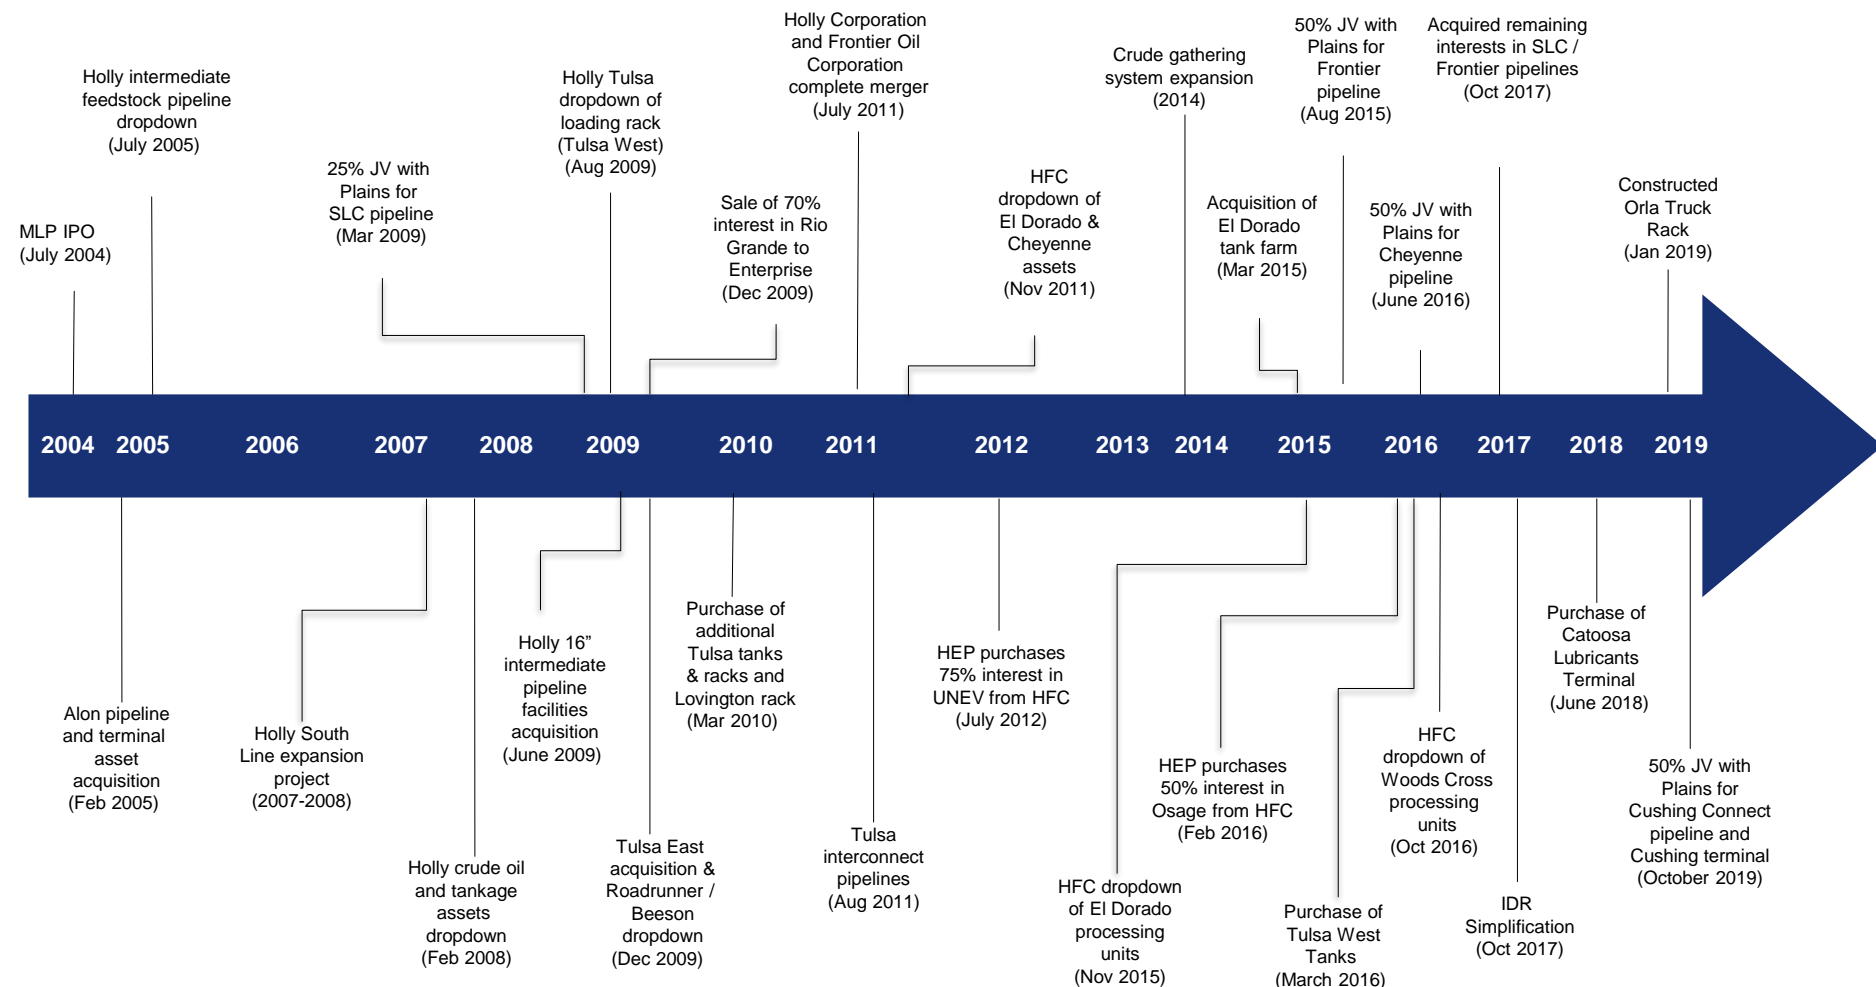 MLP IPO
(July 2004)
Holly intermediate
feedstock pipeline
dropdown
(July 2005)
25% JV with
Plains for
SLC pipeline
(Mar 2009)
Holly Tulsa
dropdown of
loading rack
(Tulsa West)
(Aug 2009)
Sale of 70%
interest in Rio
Grande to
Enterprise
(Dec 2009)
Holly Corporation
and Frontier Oil
Corporation
complete merger
(July 2011)
HFC
dropdown of
El Dorado &
Cheyenne
assets
(Nov 2011)
Crude gathering
system expansion
(2014)
Acquisition of
El Dorado
tank farm
(Mar 2015)
50% JV with
Plains for
Frontier
pipeline
(Aug 2015)
50% JV with
Plains for
Cheyenne
pipeline
(June 2016)
Acquired remaining
interests in SLC /
Frontier pipelines
(Oct 2017)
Constructed
Orla Truck
Rack
(Jan 2019)
2004 2005 2006 2007 2008 2009 2010 2011 2012 2013 2014 2015 2016 2017 2018 2019
Alon pipeline
and terminal
asset
acquisition
(Feb 2005)
Holly South
Line expansion
project
(2007-2008)
Holly crude oil
and tankage
assets
dropdown
(Feb 2008)
Holly 16”
intermediate
pipeline
facilities
acquisition
(June 2009)
Tulsa East
acquisition &
Roadrunner /
Beeson
dropdown
(Dec 2009)
Purchase of
additional
Tulsa tanks
& racks and
Lovington rack
(Mar 2010)
Tulsa
interconnect
pipelines
(Aug 2011)
HEP purchases
75% interest in
UNEV from HFC
(July 2012)
HFC dropdown
of El Dorado
processing
units
(Nov 2015)
HEP purchases
50% interest in
Osage from HFC
(Feb 2016)
Purchase of
Tulsa West
Tanks
(March 2016)
HFC
dropdown of
Woods Cross
processing
units
(Oct 2016)
IDR
Simplification
(Oct 2017)
Purchase of
Catoosa
Lubricants
Terminal
(June 2018)
50% JV with
Plains for
Cushing Connect
pipeline and
Cushing terminal
(October 2019)